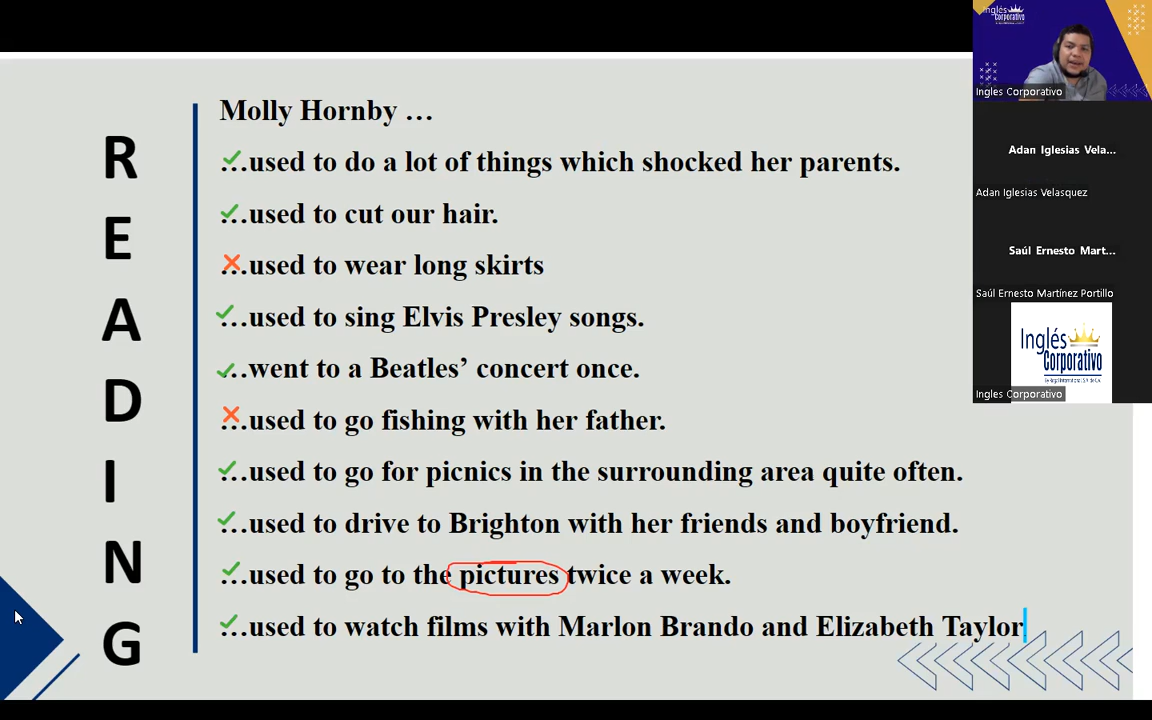 R
E
A
D
I
N
G
Molly Hornby …
…used to do a lot of things which shocked her parents.
…used to cut our hair.
…used to wear long skirts
…used to sing Elvis Presley songs.
…went to a Beatles’ concert once.
…used to go fishing with her father.
…used to go for picnics in the surrounding area quite often.
…used to drive to Brighton with her friends and boyfriend.
…used to go to the pictures twice a week.
…used to watch films with Marlon Brando and Elizabeth Taylor
Inglés
Corporativo
Ingles Corporativo
Adan Iglesias Vela...
Adan Iglesias Velasquez
Saúl Ernesto Mart...
Saúl Ernesto Martínez Portillo
Inglés
Corporativo
Ingles Corporativo